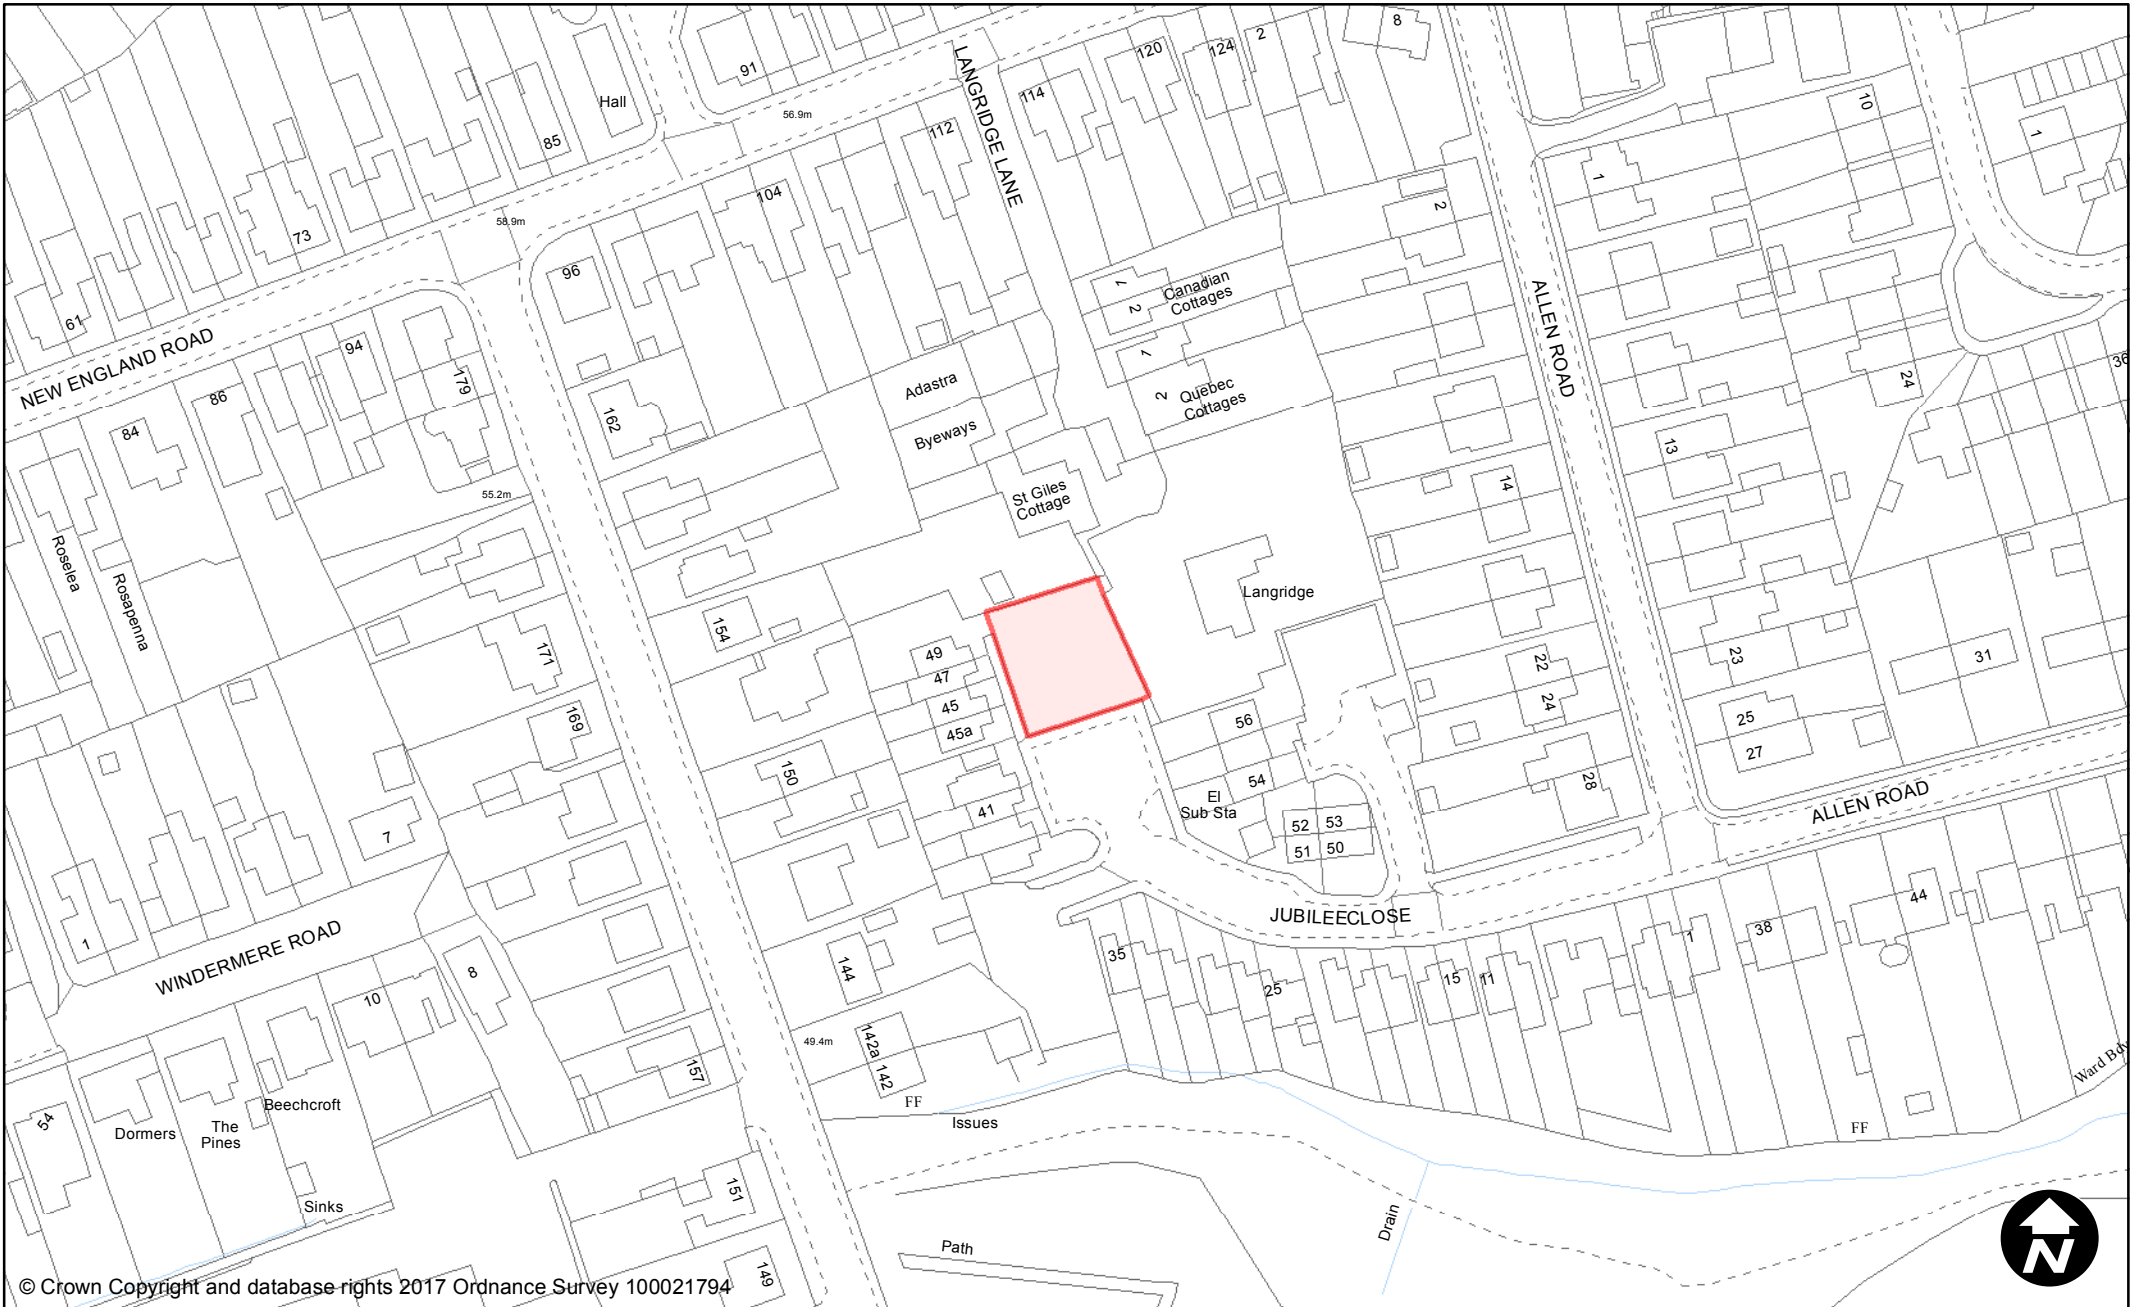 91
LANGRIDGE LANE
114
120
124
2
8
Hall
85
56.9m
112
10
1
1
73
58.9m
104
2
61
NEW ENGLAND ROAD
96
94
179
1
2
Canadian
Cottages
ALLEN ROAD
84
86
162
Adastra
Byeways
1
2
Quebec
Cottages
24
36
13
55.2m
St Giles
Cottage
14
Roselea
Rosapenna
154
Langridge
171
49
47
45
45a
22
24
23
31
169
56
25
27
150
54
El
Sub Sta
28
ALLEN ROAD
7
41
52
53
51
50
1
WINDERMERE ROAD
JUBILEECLOSE
44
38
1
8
10
144
35
25
15
11
142a
142
49.4m
157
Ward Bdy
54
Dormers
The
Pines
Beechcroft
FF
Issues
FF
151
Sinks
Drain
Path
149
N
© Crown Copyright and database rights 2017 Ordnance Survey 100021794